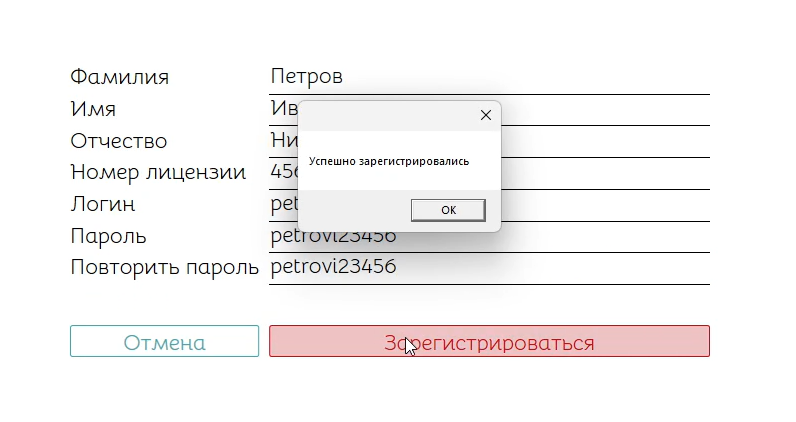 Фамилия Петров
Имя Ив
Отчество Ни
Номер лицензии 456
Логин pet
Пароль petrovi23456
Повторить пароль petrovi23456
Успешно зарегистрировались
ОК
Отмена Зарегистрироваться